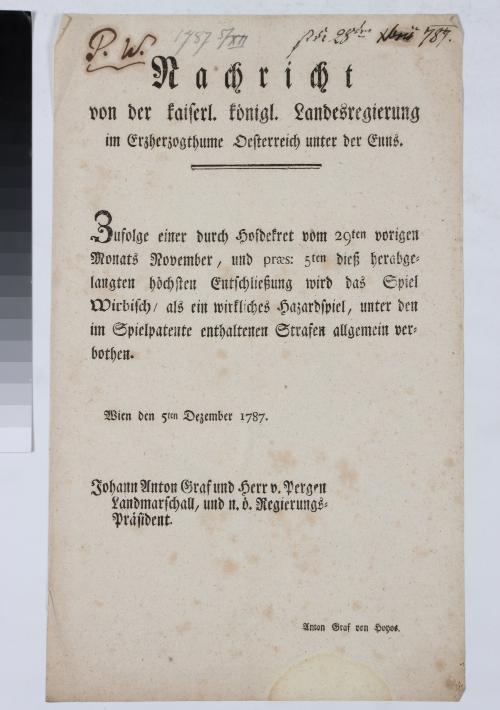 P. W. 1787 5/XII 28 787.
Nachricht
von der kaiserl. königl. Landesregierung
im Erzherzogthume Oesterreich unter der Enns.
Zufolge einer durch Hofdekret vom 29ten vorigen
Monats November, und præs: 5ten dieß herabge-
langten höchsten Entschließung wird das Spiel
Wirbisch/ als ein wirkliches Hazardspiel, unter den
im Spielpatente enthaltenen Strafen allgemein ver-
bothen.
Wien den 5ten Dezember 1787.
Johann Anton Graf und Herr v. Pergen
Landmarschall, und n. ö. Regierungs-
Präsident.
Anton Graf von Hoyos.